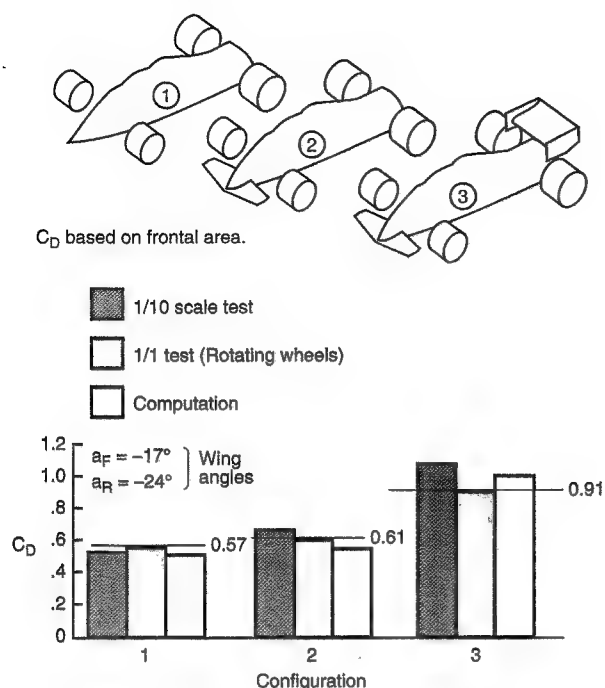 1
2
3
C_D based on frontal area.
1/10 scale test
1/1 test (Rotating wheels)
Computation
1.2
1.0
.8
.6
.4
.2
0
C_D
a_F = −17°
a_R = −24°
Wing
angles
0.57
0.61
0.91
1 2 3
Configuration